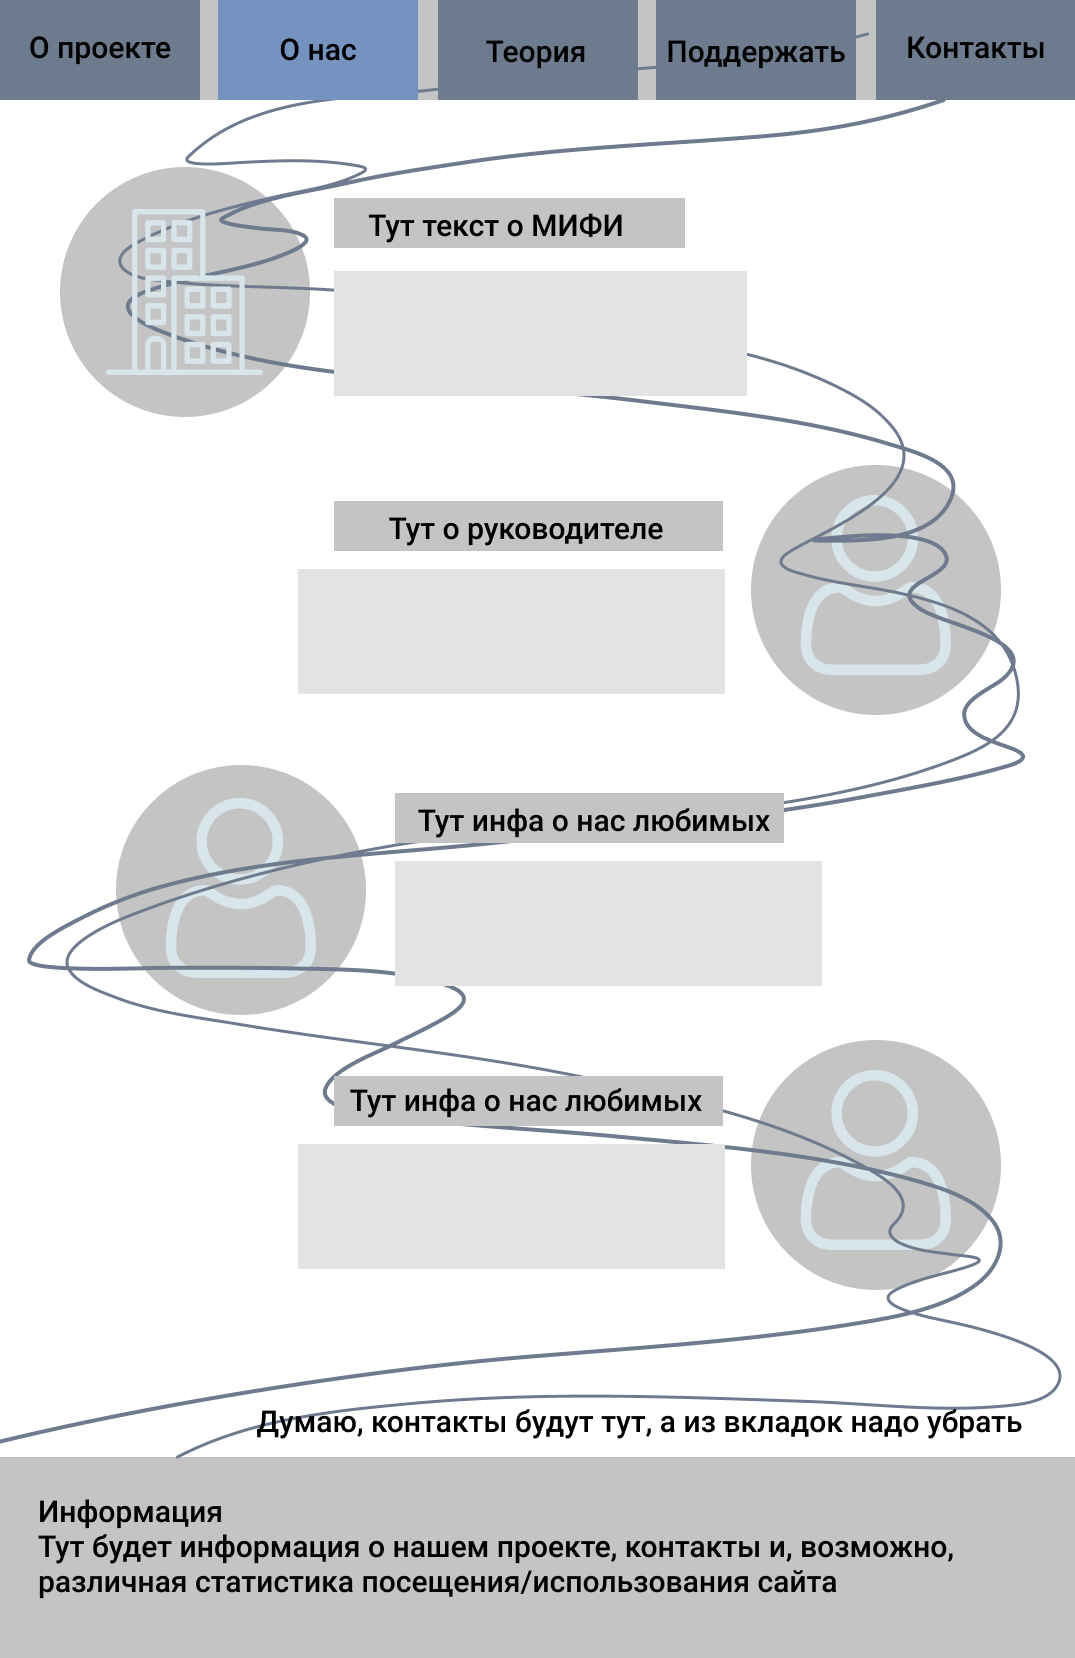 О проекте
О нас
Теория
Поддержать
Контакты
Тут текст о МИФИ
Тут о руководителе
Тут инфа о нас любимых
Тут инфа о нас любимых
Думаю, контакты будут тут, а из вкладок надо убрать
Информация
Тут будет информация о нашем проекте, контакты и, возможно,
различная статистика посещения/использования сайта